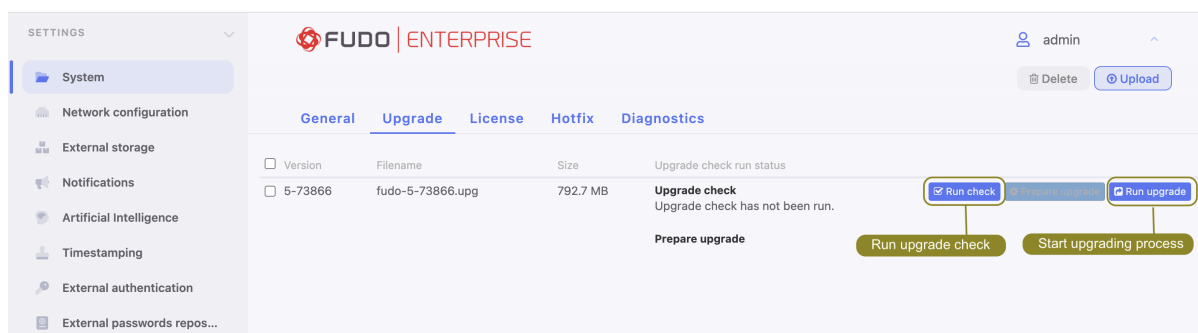 SETTINGS
System
Network configuration
External storage
Notifications
Artificial Intelligence
Timestamping
External authentication
External passwords repos...
FUDO | ENTERPRISE
admin
Delete
Upload
General Upgrade License Hotfix Diagnostics
Version Filename Size Upgrade check run status
5-73866 fudo-5-73866.upg 792.7 MB Upgrade check
Upgrade check has not been run.
Prepare upgrade
Run check Prepare upgrade Run upgrade
Run upgrade check Start upgrading process